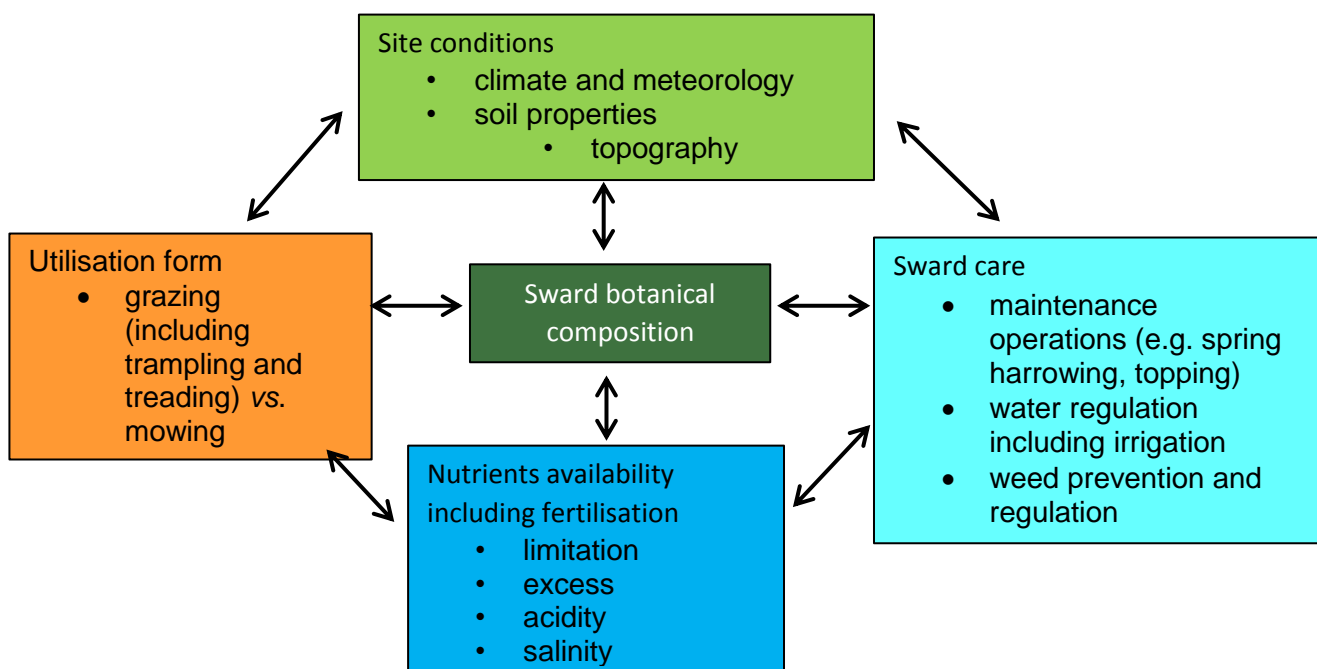 Site conditions
• climate and meteorology
• soil properties
• topography
Utilisation form
• grazing
(including
trampling and
treading) vs.
mowing
Sward botanical
composition
Sward care
• maintenance
operations (e.g. spring
harrowing, topping)
• water regulation
including irrigation
• weed prevention and
regulation
Nutrients availability
including fertilisation
• limitation
• excess
• acidity
• salinity